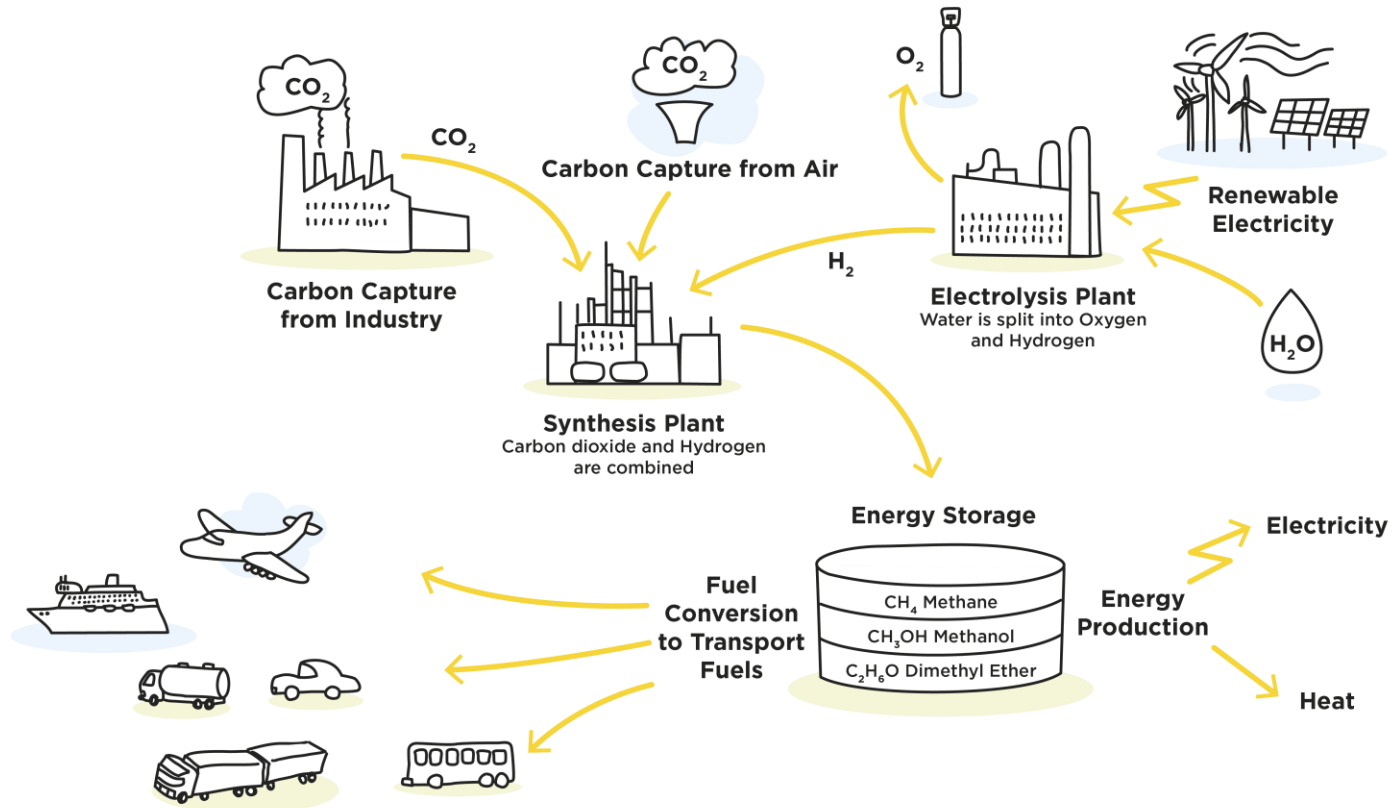 CO₂
CO₂
Carbon Capture
from Industry
CO₂
Carbon Capture from Air
O₂
Renewable
Electricity
H₂
Electrolysis Plant
Water is split into Oxygen
and Hydrogen
H₂O
Synthesis Plant
Carbon dioxide and Hydrogen
are combined
Energy Storage
CH₄ Methane
CH₃OH Methanol
C₂H₆O Dimethyl Ether
Fuel
Conversion
to Transport
Fuels
Energy
Production
Electricity
Heat